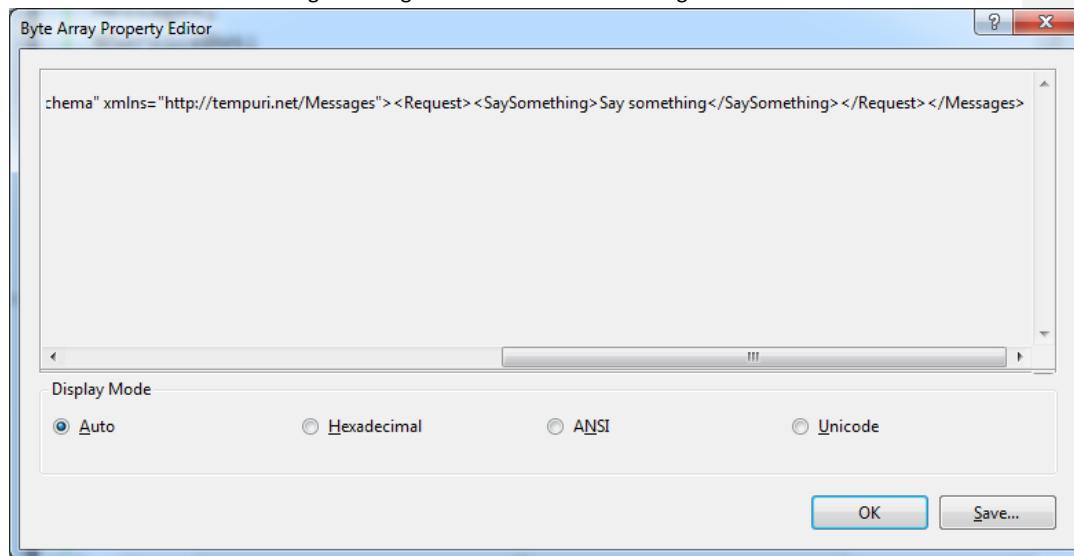 Byte Array Property Editor
:hema" xmlns="http://tempuri.net/Messages"><Request><SaySomething>Say something</SaySomething></Request></Messages>
Display Mode
Auto
Hexadecimal
ANSI
Unicode
OK
Save...